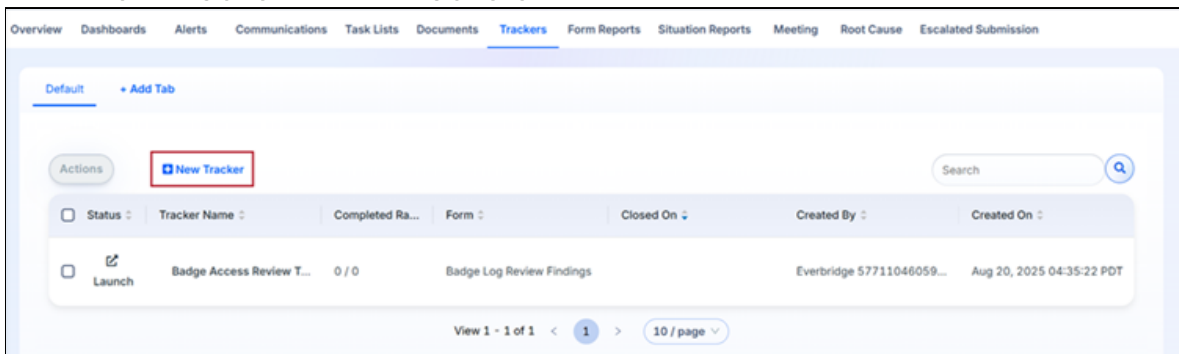 Overview Dashboards Alerts Communications Task Lists Documents Trackers Form Reports Situation Reports Meeting Root Cause Escalated Submission
Default + Add Tab
Actions New Tracker Search
Status Tracker Name Completed Ra... Form Closed On Created By Created On
Launch Badge Access Review T... 0 / 0 Badge Log Review Findings Everbridge 57711046059... Aug 20, 2025 04:35:22 PDT
View 1 - 1 of 1 < 1 > 10 / page